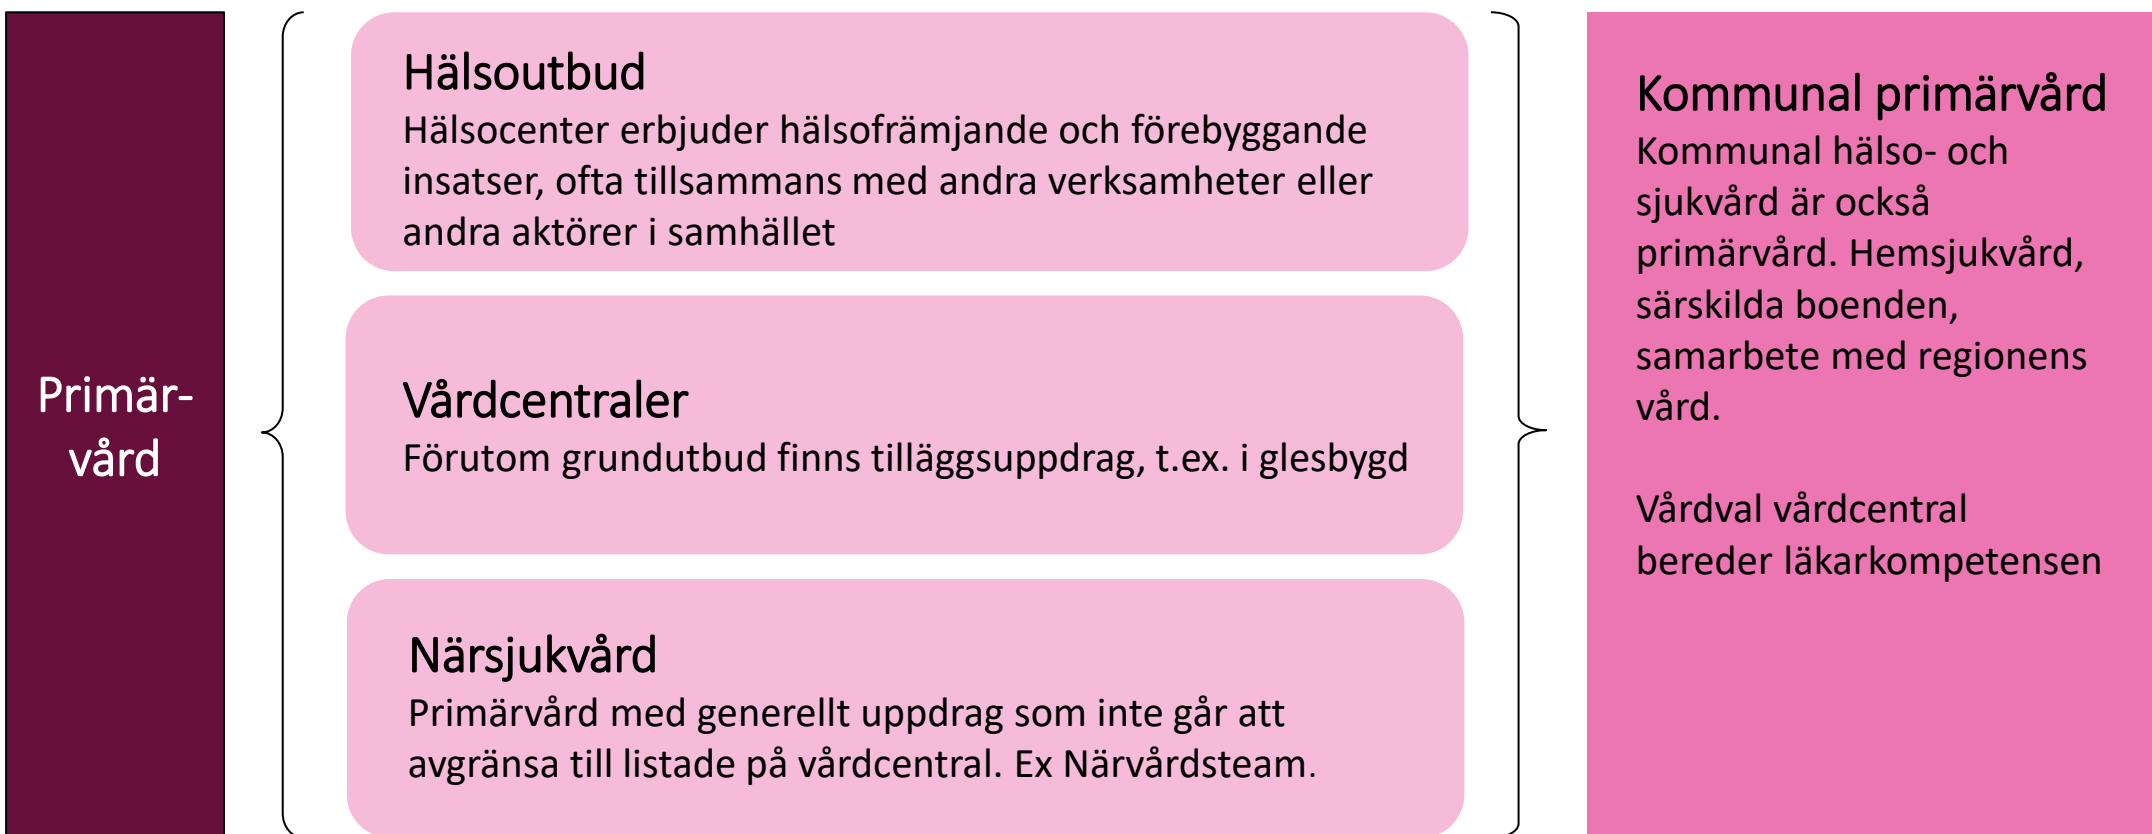 Primär-
vård
Hälsoutbud
Hälsocenter erbjuder hälsofrämjande och förebyggande
insatser, ofta tillsammans med andra verksamheter eller
andra aktörer i samhället
Vårdcentraler
Förutom grundutbud finns tilläggsuppdrag, t.ex. i glesbygd
Närsjukvård
Primärvård med generellt uppdrag som inte går att
avgränsa till listade på vårdcentral. Ex Närvårdsteam.
Kommunal primärvård
Kommunal hälso- och
sjukvård är också
primärvård. Hemsjukvård,
särskilda boenden,
samarbete med regionens
vård.
Vårdval vårdcentral
bereder läkarkompetensen